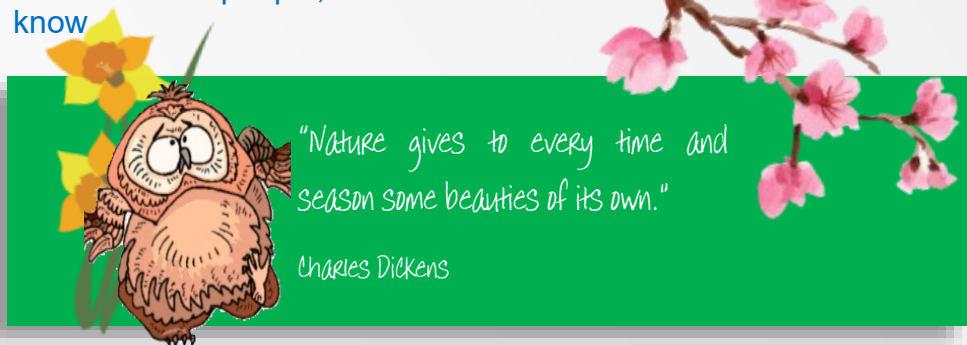 know
"Nature gives to every time and
season some beauties of its own."
Charles Dickens